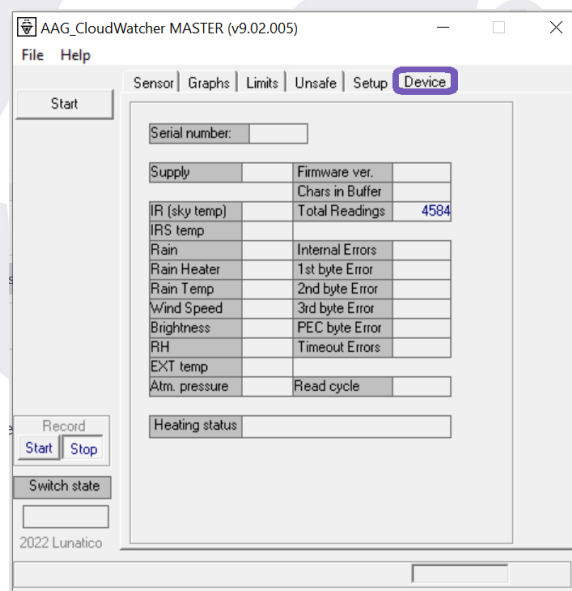 AAG_CloudWatcher MASTER (v9.02.005)
File Help
Sensor Graphs Limits Unsafe Setup Device
Start
Serial number:
Supply Firmware ver.
Chars in Buffer
IR (sky temp) Total Readings 4584
IRS temp
Rain Internal Errors
Rain Heater 1st byte Error
Rain Temp 2nd byte Error
Wind Speed 3rd byte Error
Brightness PEC byte Error
RH Timeout Errors
EXT temp
Atm. pressure Read cycle
Heating status
Record
Start Stop
Switch state
2022 Lunatico